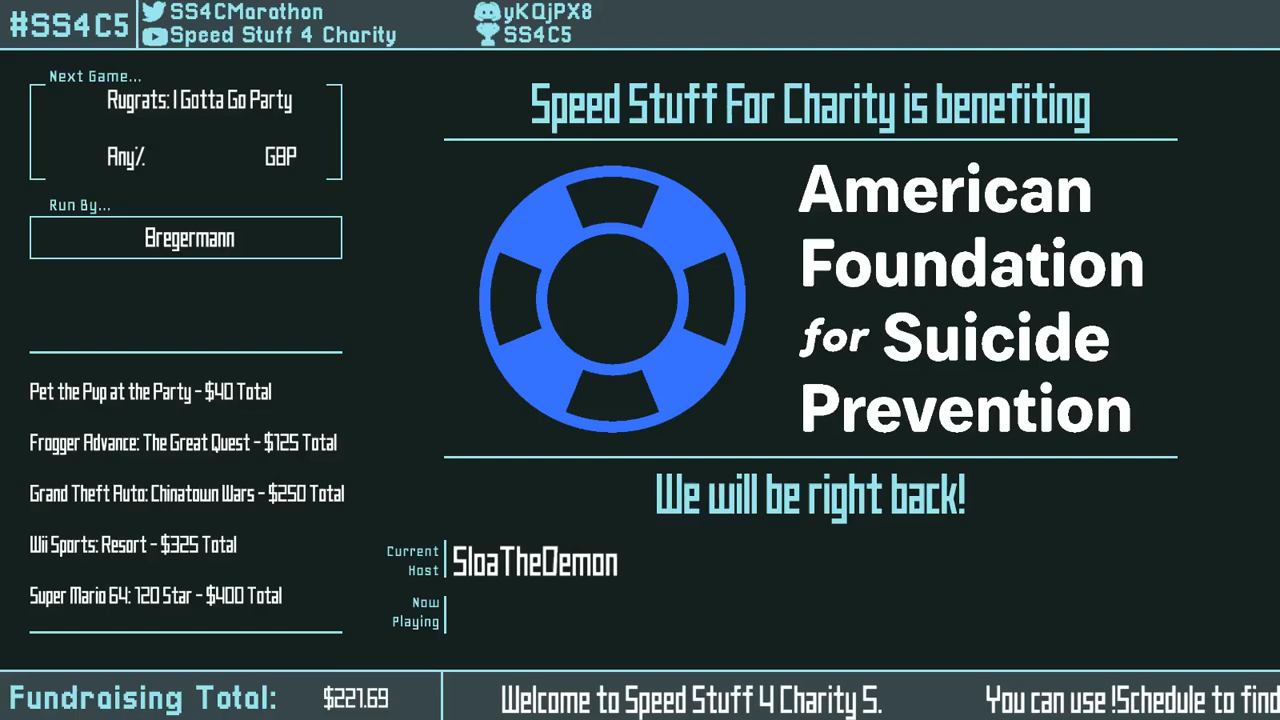 #SS4C5
SS4CMarathon
Speed Stuff 4 Charity
yKQjPX8
SS4C5
Next Game...
Rugrats: I Gotta Go Party
Any% GBP
Run By...
Bregermann
Pet the Pup at the Party - $40 Total
Frogger Advance: The Great Quest - $125 Total
Grand Theft Auto: Chinatown Wars - $250 Total
Wii Sports: Resort - $325 Total
Super Mario 64: 120 Star - $400 Total
Speed Stuff For Charity is benefiting
American
Foundation
for Suicide
Prevention
We will be right back!
Current
Host
SloaTheDemon
Now
Playing
Fundraising Total: $221.69
Welcome to Speed Stuff 4 Charity 5. You can use !Schedule to find